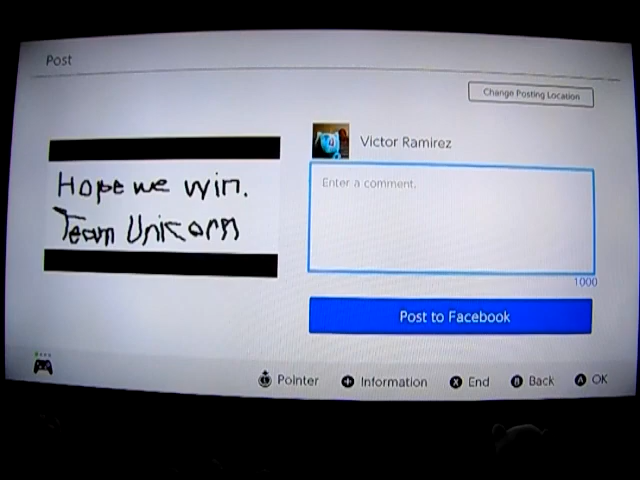 Post
Change Posting Location
Victor Ramirez
Hope we win.
Team Unicorn
Enter a comment.
1000
Post to Facebook
Pointer
+ Information
X End
B Back
A OK